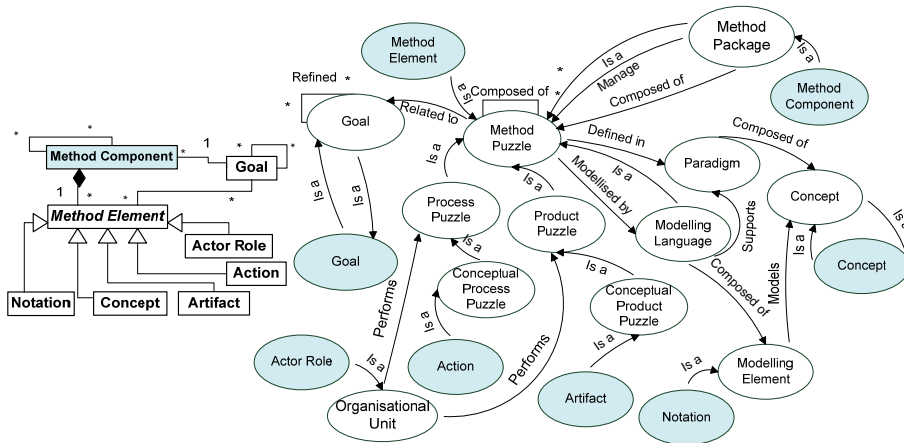 Method
Package
Is a
Method
Component
Method
Element
Is a
Is a
Manage
Composed of
*
*
Composed of
Refined
*
*
Goal
Related to
Method
Puzzle
Defined in
Composed of
Paradigm
*
*
Method Component
*
1
*
*
Goal
1
*
*
Method Element
Actor Role
Action
Artifact
Concept
Notation
Is a
Is a
Goal
Is a
Process
Puzzle
Is a
Product
Puzzle
Modellised by
Is a
Modelling
Language
Supports
Concept
Is a
Is a
Concept
Is a
Conceptual
Process
Puzzle
Is a
Conceptual
Product
Puzzle
Composed of
Models
Performs
Is a
Action
Performs
Is a
Artifact
Actor Role
Is a
Organisational
Unit
Is a
Notation
Modelling
Element